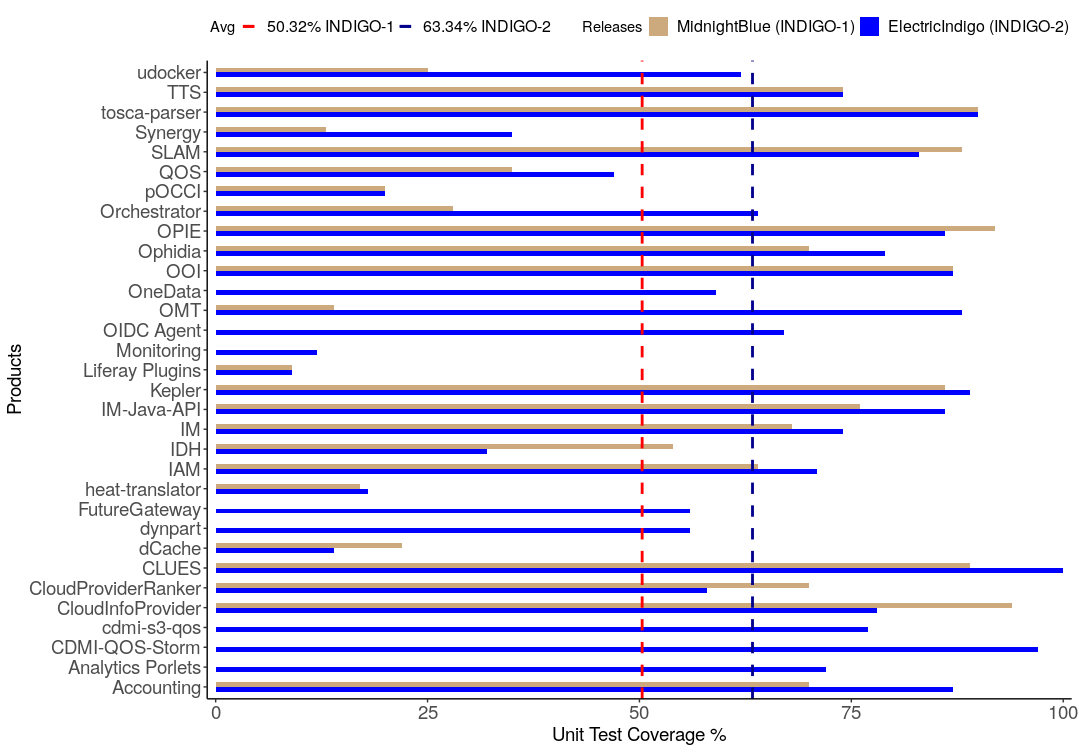 Avg 50.32% INDIGO-1 63.34% INDIGO-2 Releases MidnightBlue (INDIGO-1) ElectricIndigo (INDIGO-2)
udocker
TTS
tosca-parser
Synergy
SLAM
QOS
pOCCI
Orchestrator
OPIE
Ophidia
OOI
OneData
OMT
OIDC Agent
Monitoring
Liferay Plugins
Kepler
IM-Java-API
IM
IDH
IAM
heat-translator
FutureGateway
dynpart
dCache
CLUES
CloudProviderRanker
CloudInfoProvider
cdmi-s3-qos
CDMI-QOS-Storm
Analytics Porlets
Accounting
Products
0 25 50 75 100
Unit Test Coverage %